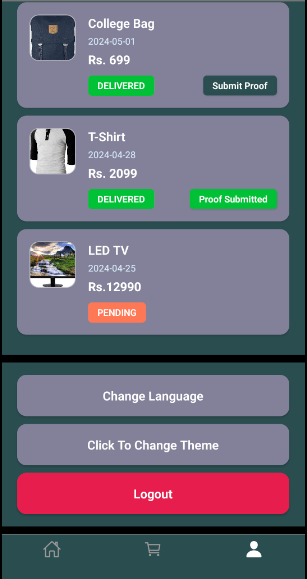 College Bag
2024-05-01
Rs. 699
DELIVERED
Submit Proof
T-Shirt
2024-04-28
Rs. 2099
DELIVERED
Proof Submitted
LED TV
2024-04-25
Rs.12990
PENDING
Change Language
Click To Change Theme
Logout